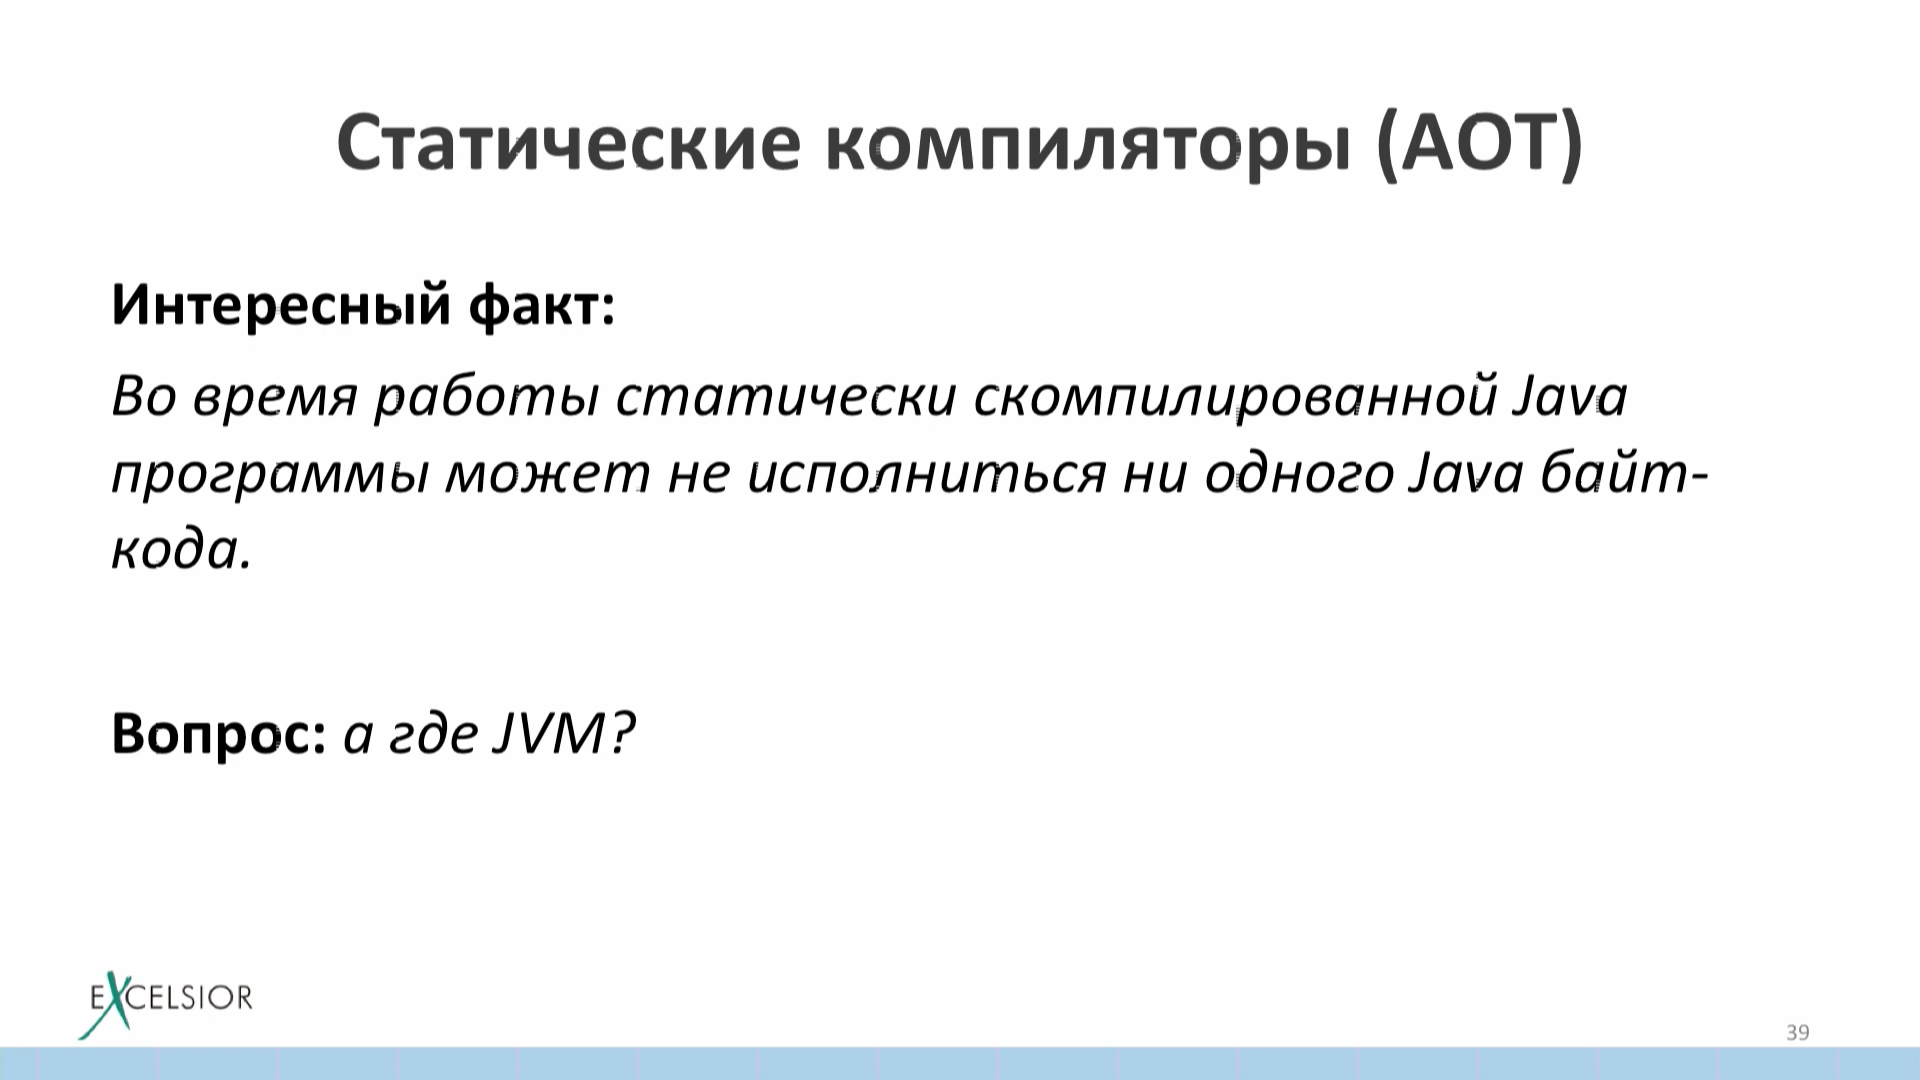 Статические компиляторы (AOT)
Интересный факт:
Во время работы статически скомпилированной Java
программы может не исполниться ни одного Java байт-
кода.
Вопрос: а где JVM?
EXCELSIOR
39